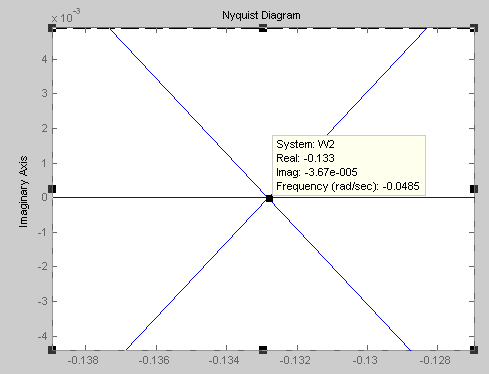 Nyquist Diagram
x 10
-3
4
3
2
1
0
-1
-2
-3
-4
Imaginary Axis
System: W2
Real: -0.133
Imag: -3.67e-005
Frequency (rad/sec): -0.0485
-0.138
-0.136
-0.134
-0.132
-0.13
-0.128